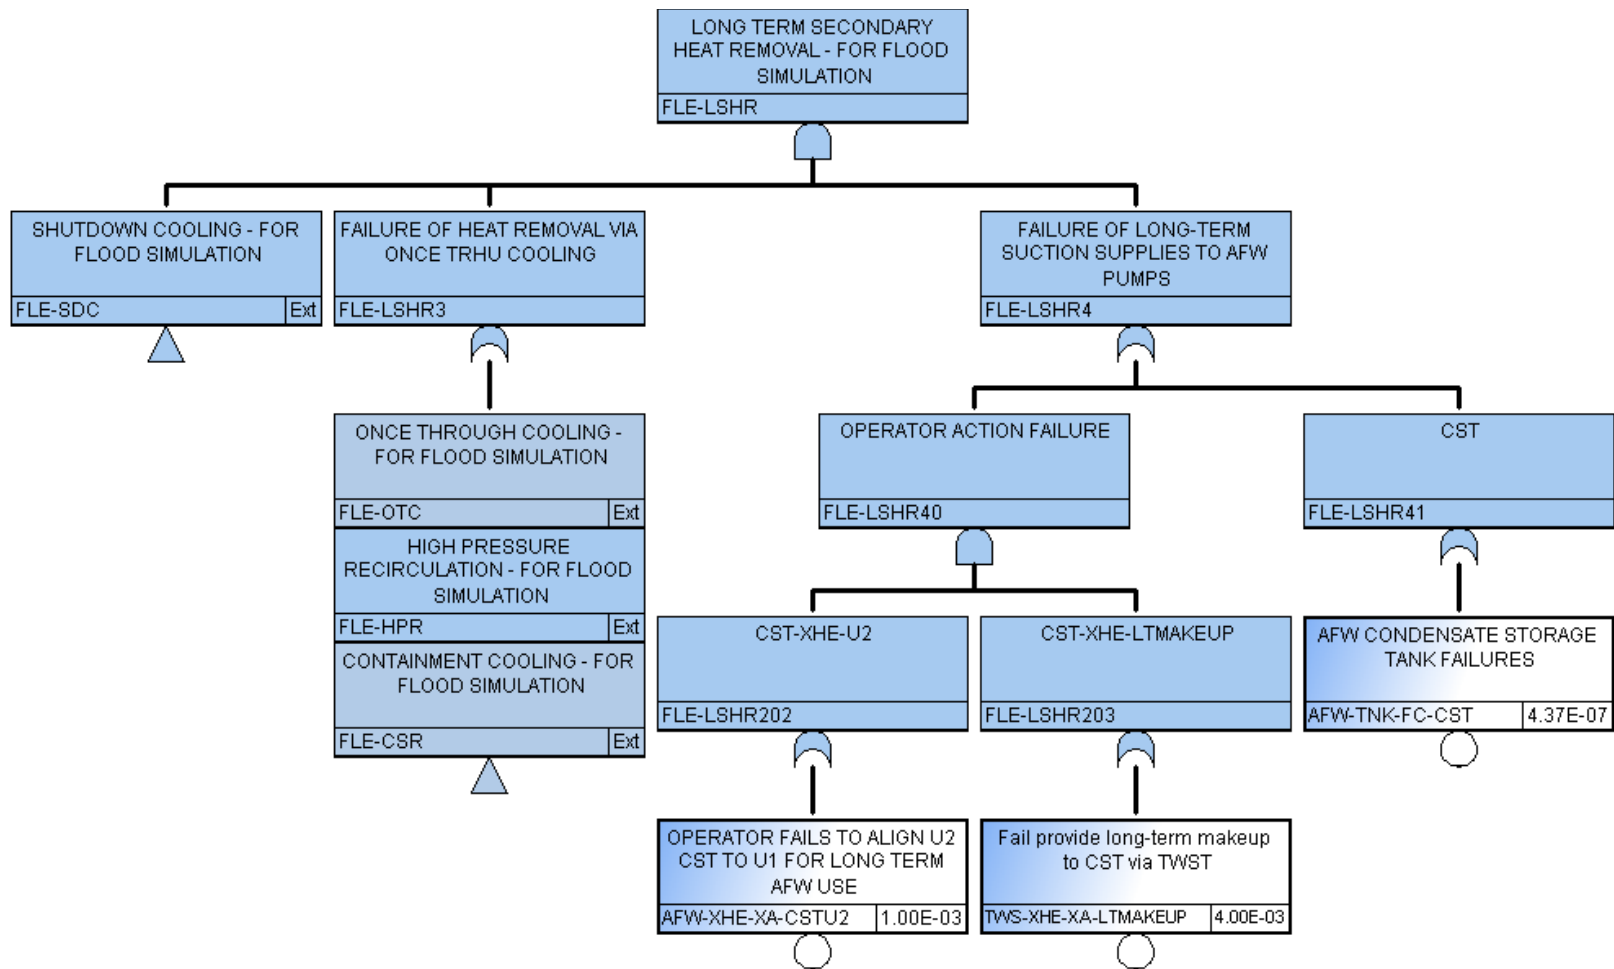 LONG TERM SECONDARY
HEAT REMOVAL - FOR FLOOD
SIMULATION
FLE-LSHR
SHUTDOWN COOLING - FOR
FLOOD SIMULATION
FLE-SDC
Ext
FAILURE OF HEAT REMOVAL VIA
ONCE TRHU COOLING
FLE-LSHR3
FAILURE OF LONG-TERM
SUCTION SUPPLIES TO AFW
PUMPS
FLE-LSHR4
ONCE THROUGH COOLING -
FOR FLOOD SIMULATION
FLE-OTC
Ext
HIGH PRESSURE
RECIRCULATION - FOR FLOOD
SIMULATION
FLE-HPR
Ext
CONTAINMENT COOLING - FOR
FLOOD SIMULATION
FLE-CSR
Ext
OPERATOR ACTION FAILURE
FLE-LSHR40
CST
FLE-LSHR41
CST-XHE-U2
FLE-LSHR202
CST-XHE-LTMAKEUP
FLE-LSHR203
AFW CONDENSATE STORAGE
TANK FAILURES
AFW-TNK-FC-CST
4.37E-07
OPERATOR FAILS TO ALIGN U2
CST TO U1 FOR LONG TERM
AFW USE
AFW-XHE-XA-CSTU2
1.00E-03
Fail provide long-term makeup
to CST via TWST
TWS-XHE-XA-LTMAKEUP
4.00E-03